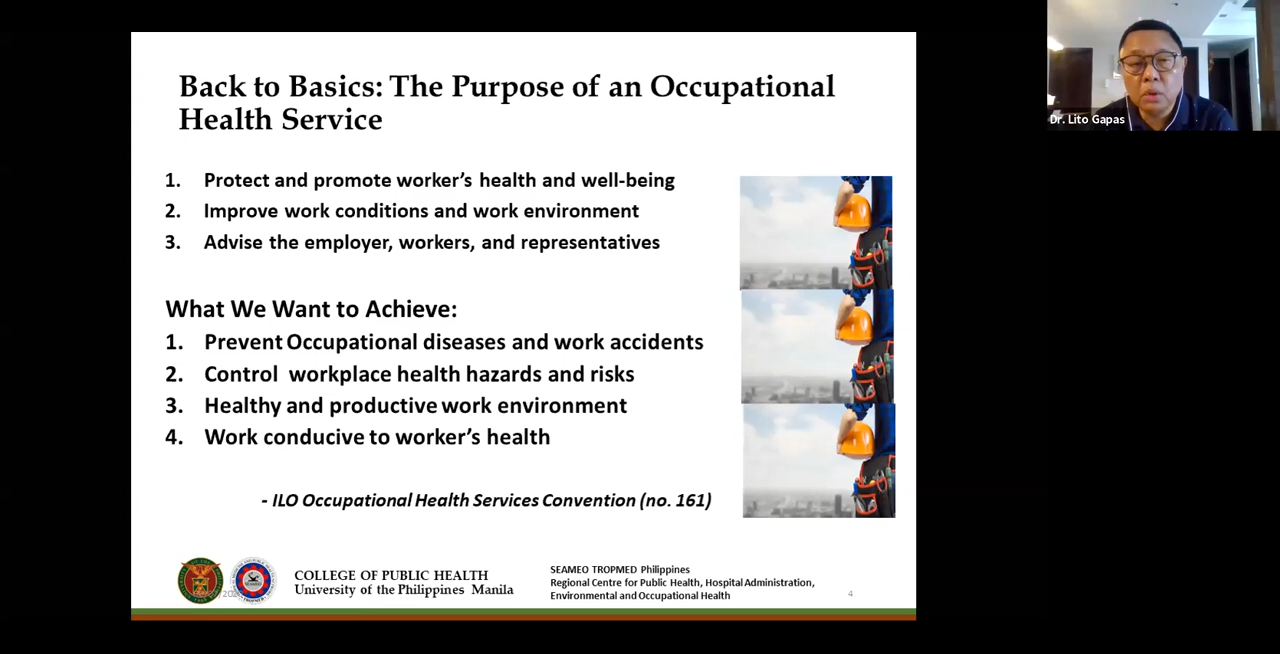 Back to Basics: The Purpose of an Occupational
Health Service
1. Protect and promote worker's health and well-being
2. Improve work conditions and work environment
3. Advise the employer, workers, and representatives
What We Want to Achieve:
1. Prevent Occupational diseases and work accidents
2. Control workplace health hazards and risks
3. Healthy and productive work environment
4. Work conducive to worker's health
- ILO Occupational Health Services Convention (no. 161)
COLLEGE OF PUBLIC HEALTH
University of the Philippines Manila
SEAMEO TROPMED Philippines
Regional Centre for Public Health, Hospital Administration,
Environmental and Occupational Health
4
Dr. Lito Gapas